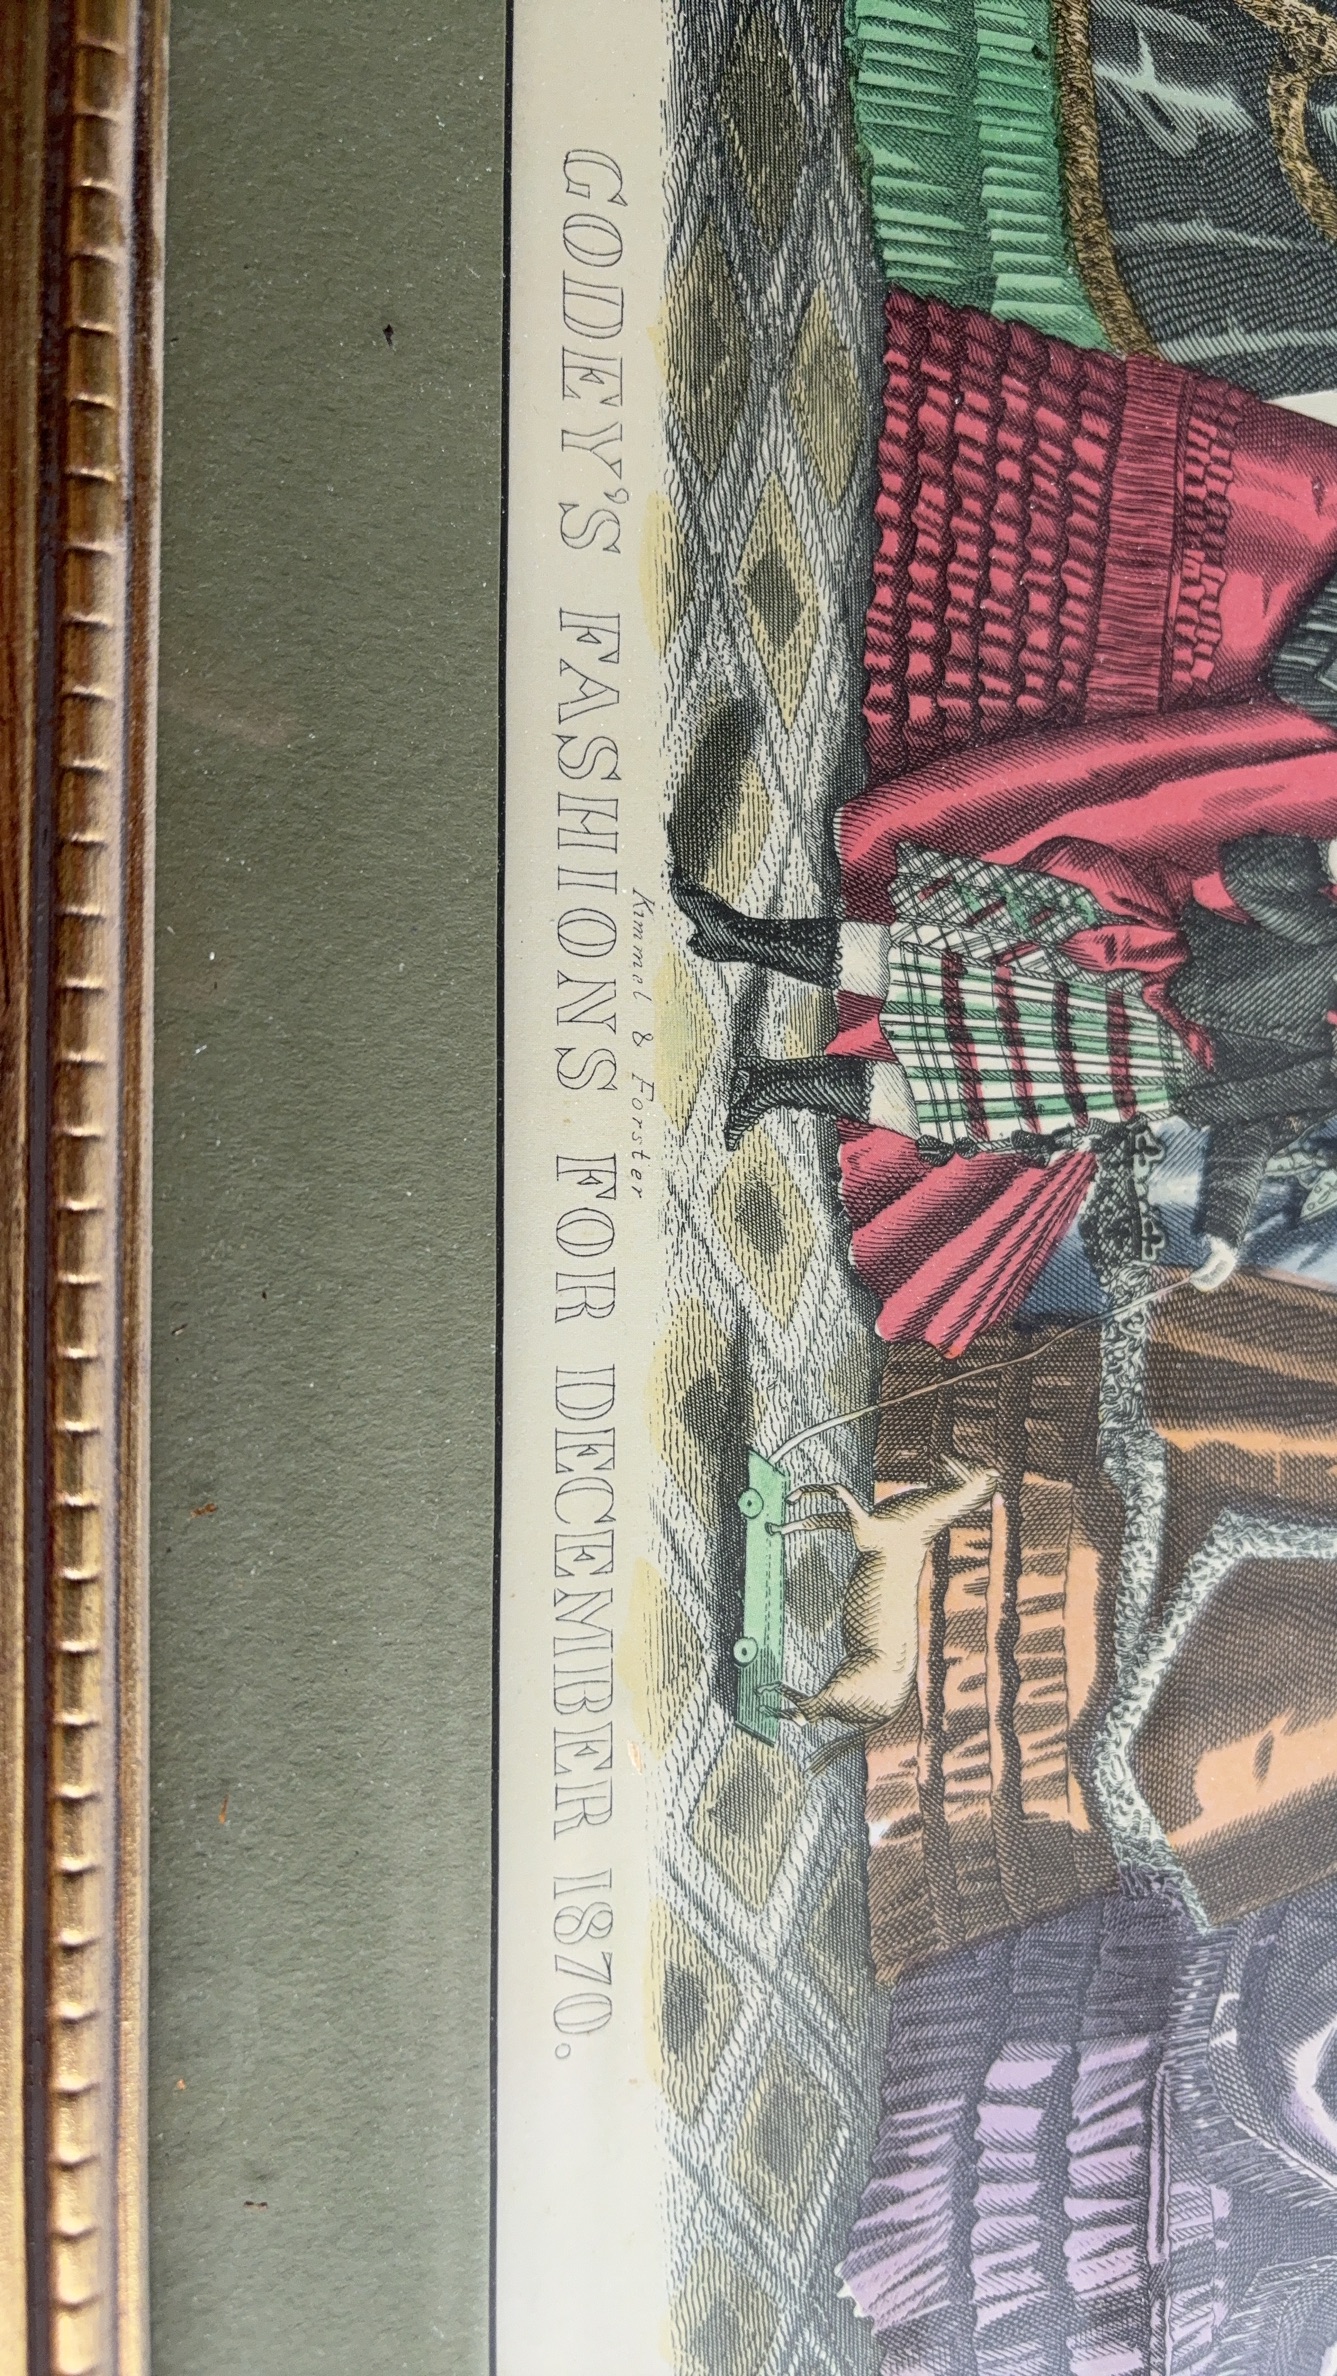 Kimmel & Forster
GODEY'S FASHIONS FOR DECEMBER 1870.